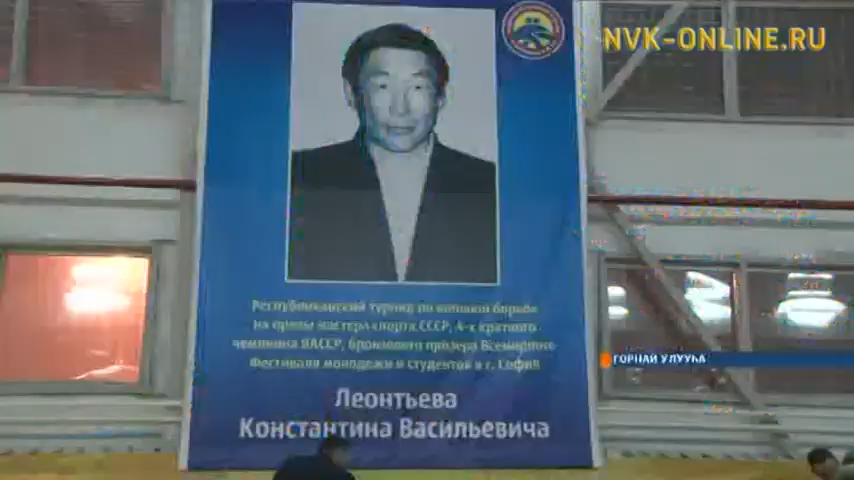 NVK-ONLINE.RU
Республиканский турнир по вольной борьбе
на призы мастера спорта СССР, 4-х кратного
чемпиона ЯАССР, бронзового призера Всемирного
Фестиваля молодежи и студентов в г. София
ГОРНАЙ УЛУУҺА
Леонтьева
Константина Васильевича